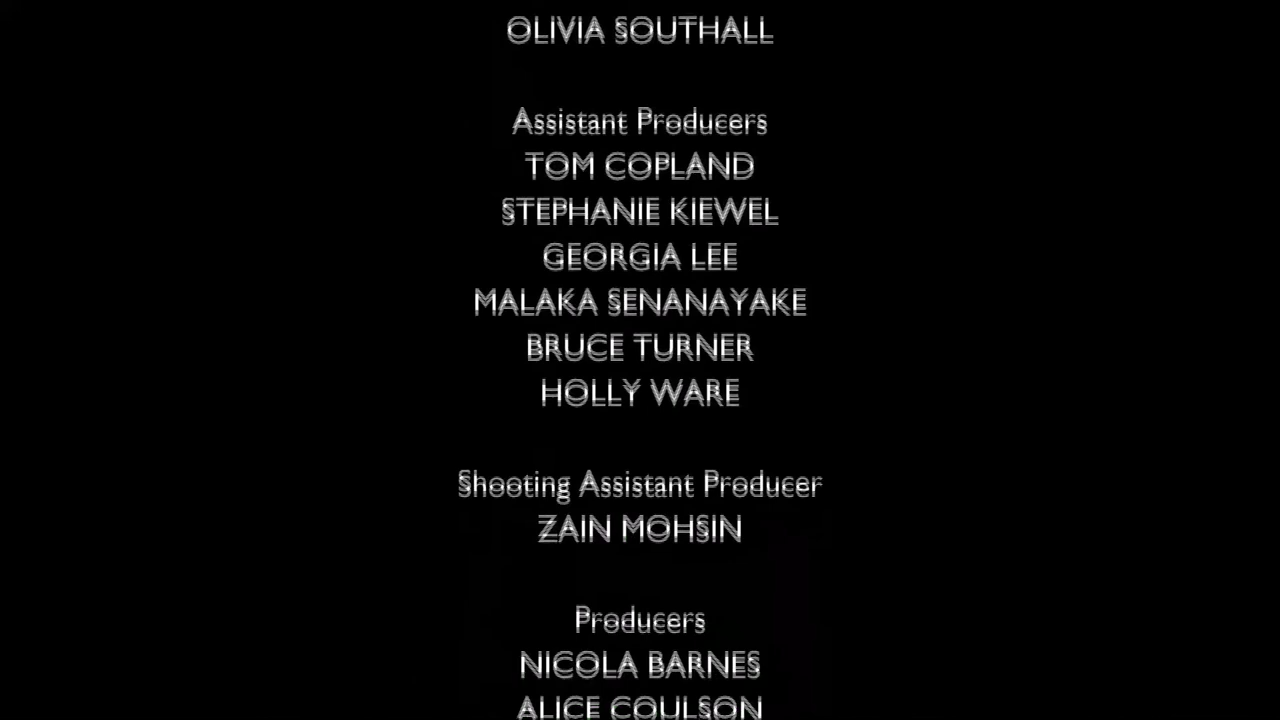 OLIVIA SOUTHALL
Assistant Producers
TOM COPLAND
STEPHANIE KIEWEL
GEORGIA LEE
MALAKA SENANAYAKE
BRUCE TURNER
HOLLY WARE
Shooting Assistant Producer
ZAIN MOHSIN
Producers
NICOLA BARNES
ALICE COULSON